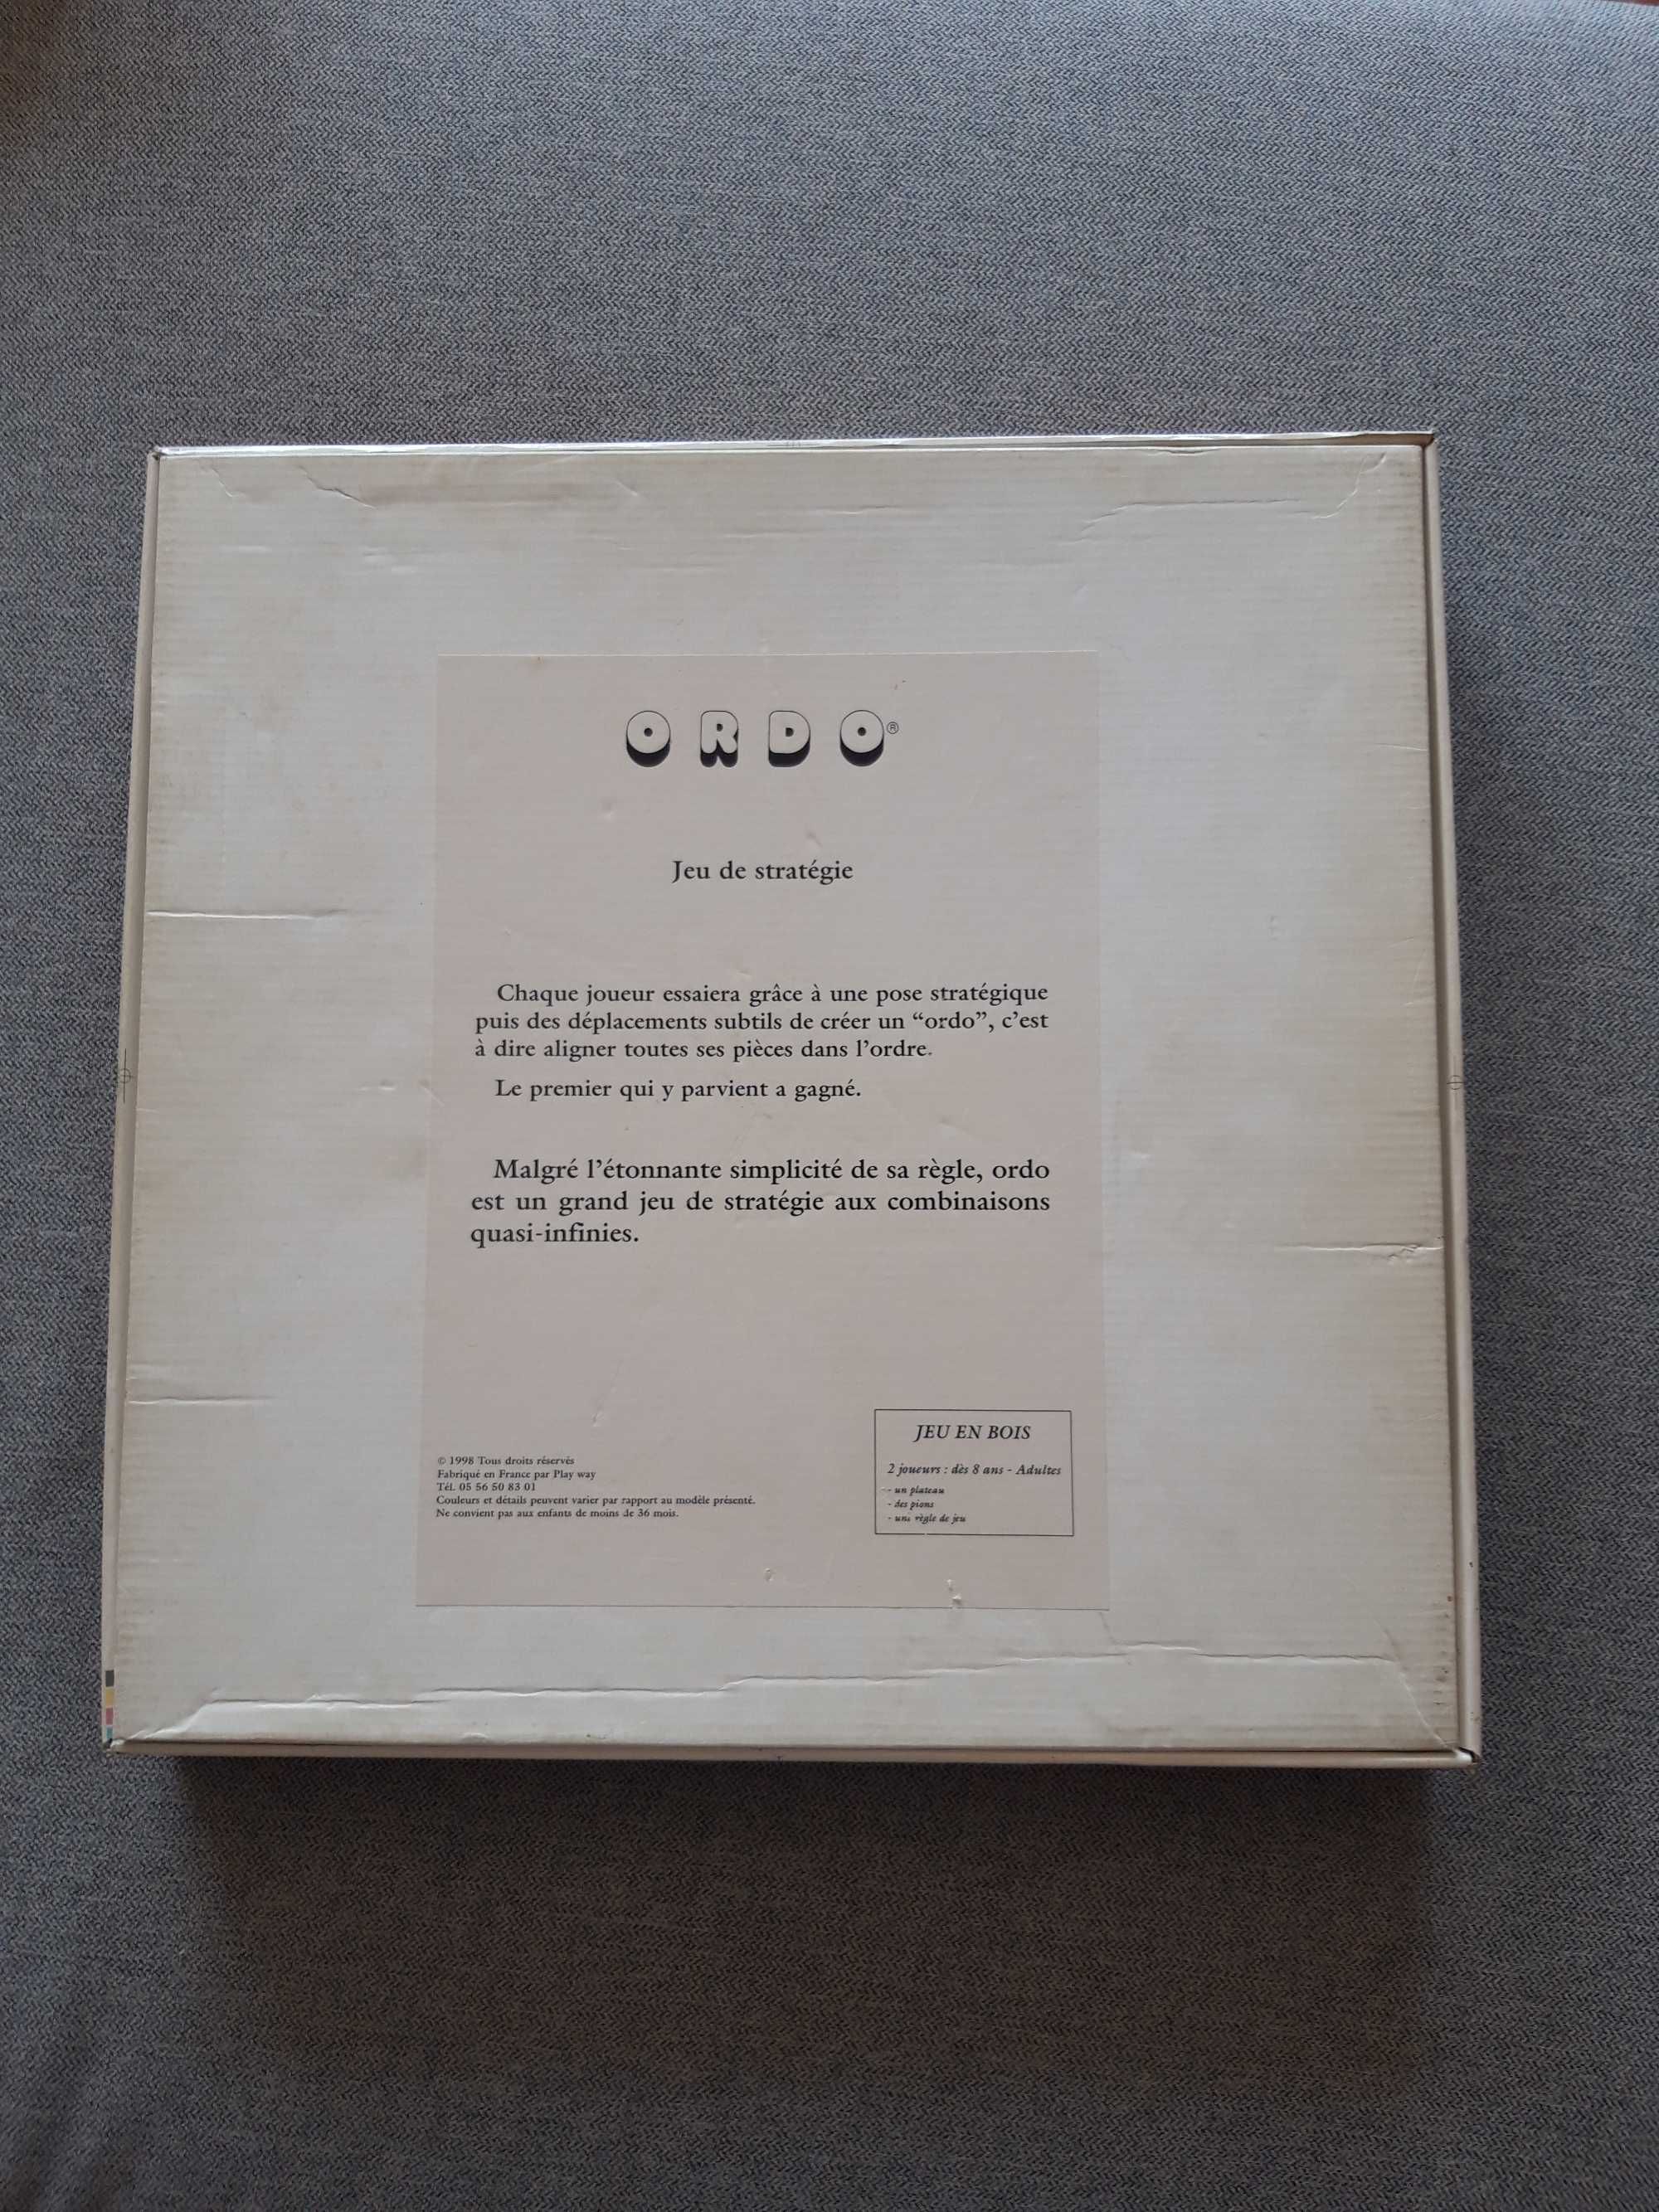 ORDO®
Jeu de stratégie
Chaque joueur essaiera grâce à une pose stratégique
puis des déplacements subtils de créer un “ordo”, c’est
à dire aligner toutes ses pièces dans l’ordre.
Le premier qui y parvient a gagné.
Malgré l’étonnante simplicité de sa règle, ordo
est un grand jeu de stratégie aux combinaisons
quasi-infinies.
© 1998 Tous droits réservés
Fabriqué en France par Play way
Tél. 05 56 50 83 01
Couleurs et détails peuvent varier par rapport au modèle présenté.
Ne convient pas aux enfants de moins de 36 mois.
JEU EN BOIS
2 joueurs : dès 8 ans - Adultes
- un plateau
- des pions
- une règle de jeu